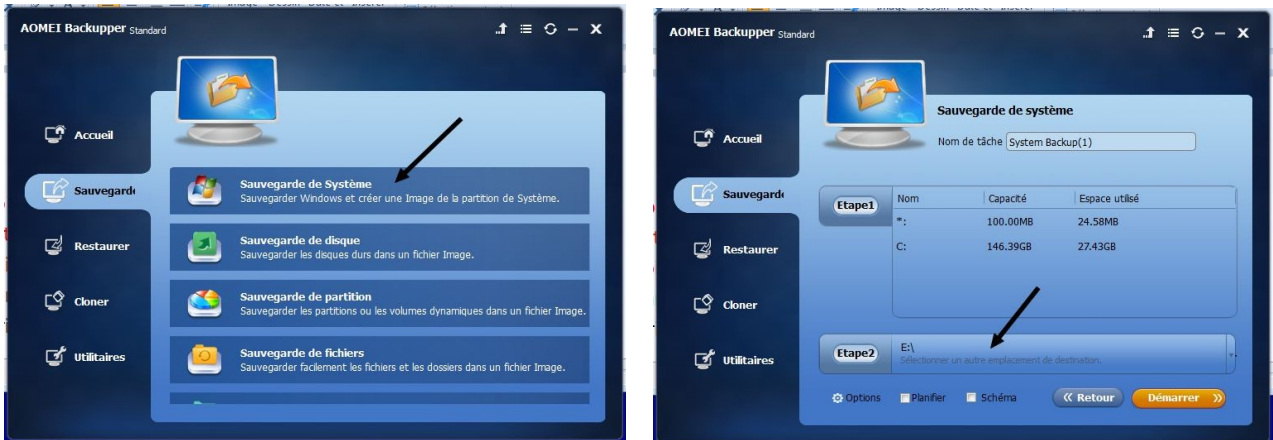 AOMEI Backupper Standard
Accueil
Sauvegarde
Restaurer
Cloner
Utilitaires
Sauvegarde de Système
Sauvegarder Windows et créer une Image de la partition de Système.
Sauvegarde de disque
Sauvegarder les disques durs dans un fichier Image.
Sauvegarde de partition
Sauvegarder les partitions ou les volumes dynamiques dans un fichier Image.
Sauvegarde de fichiers
Sauvegarder facilement les fichiers et les dossiers dans un fichier Image.
AOMEI Backupper Standard
Accueil
Sauvegarde
Restaurer
Cloner
Utilitaires
Sauvegarde de système
Nom de tâche System Backup(1)
Etape1
Nom Capacité Espace utilisé
*: 100.00MB 24.58MB
C: 146.39GB 27.43GB
Etape2
E:\
Sélectionner un autre emplacement de destination.
Options Planifier Schéma « Retour Démarrer »